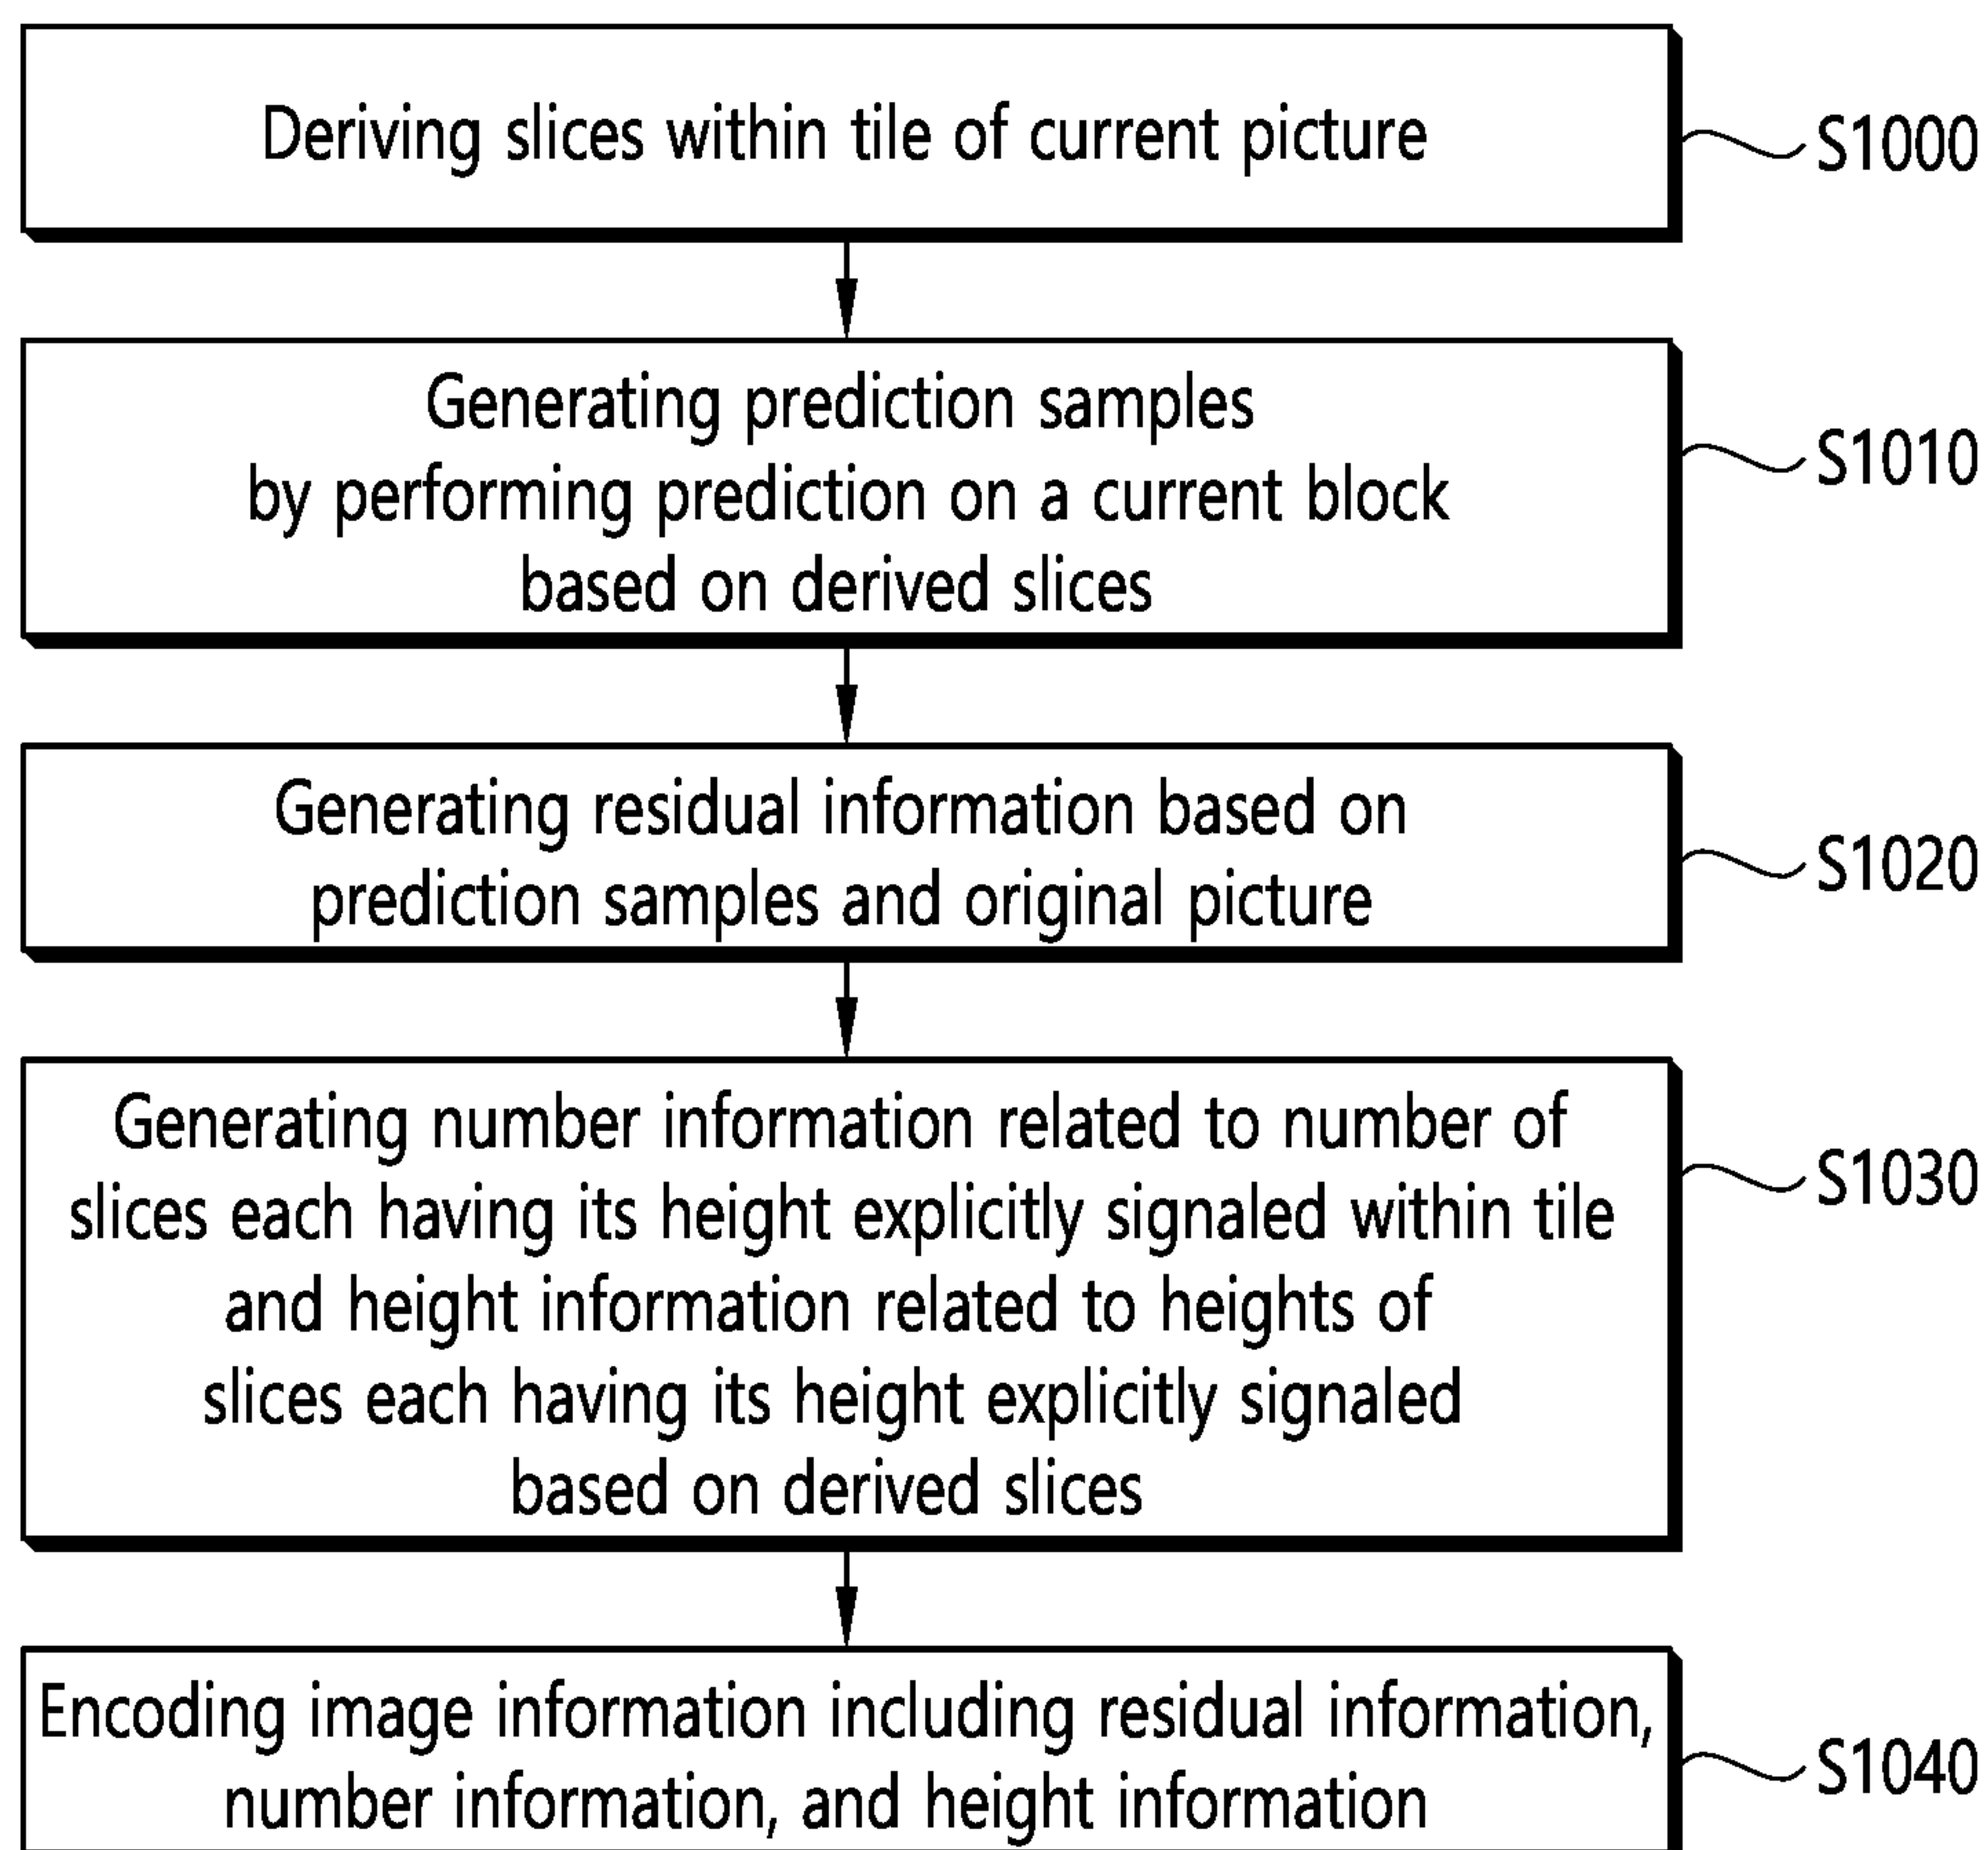 Deriving slices within tile of current picture
S1000
Generating prediction samples
by performing prediction on a current block
based on derived slices
S1010
Generating residual information based on
prediction samples and original picture
S1020
Generating number information related to number of
slices each having its height explicitly signaled within tile
and height information related to heights of
slices each having its height explicitly signaled
based on derived slices
S1030
Encoding image information including residual information,
number information, and height information
S1040